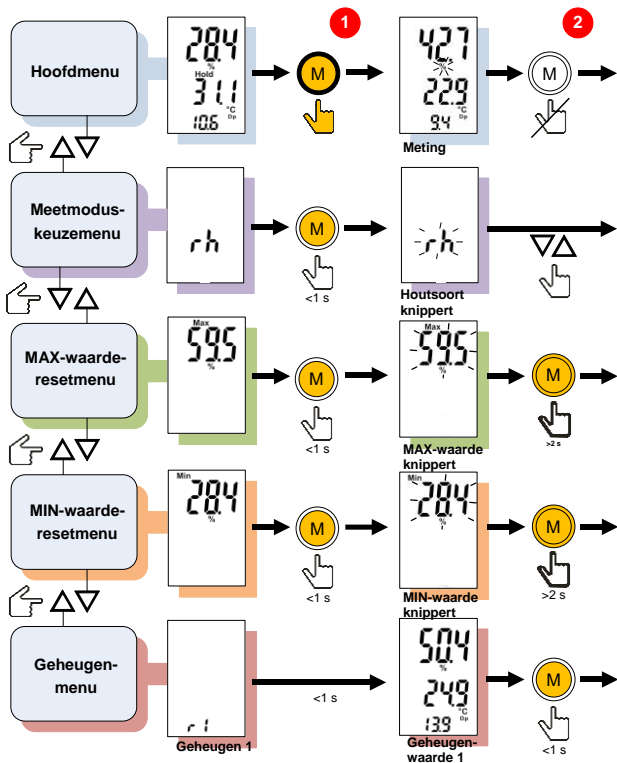 1
2
Hoofdmenu
28.4
%
Hold
31.1
°C
10.6
Dp
M
42.7
%
22.9
°C
9.4
Dp
Meting
M
Meetmodus-
keuzemenu
rh
M
<1 s
rh
Houtsoort
knippert
MAX-waarde-
resetmenu
Max
59.5
%
M
<1 s
Max
59.5
%
MAX-waarde
knippert
M
>2 s
MIN-waarde-
resetmenu
Min
28.4
%
M
<1 s
Min
28.4
%
MIN-waarde
knippert
M
>2 s
Geheugen-
menu
r 1
Geheugen 1
<1 s
50.4
%
24.9
°C
13.9
Dp
Geheugen-
waarde 1
M
<1 s